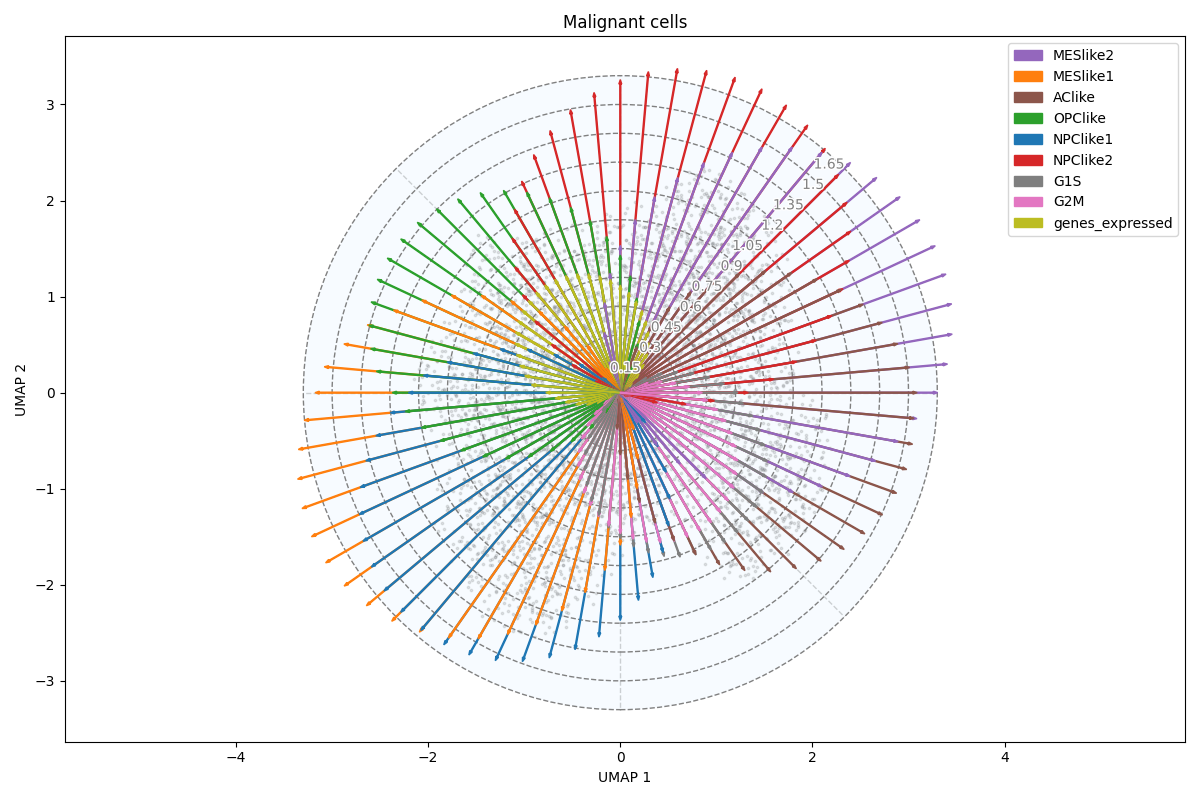 Malignant cells
MESlike2
MESlike1
AClike
OPClike
NPClike1
NPClike2
G1S
G2M
genes_expressed
1.65
1.5
1.35
1.2
1.05
0.9
0.75
0.6
0.45
0.3
0.15
3
2
1
0
−1
−2
−3
UMAP 2
−4
−2
0
2
4
UMAP 1